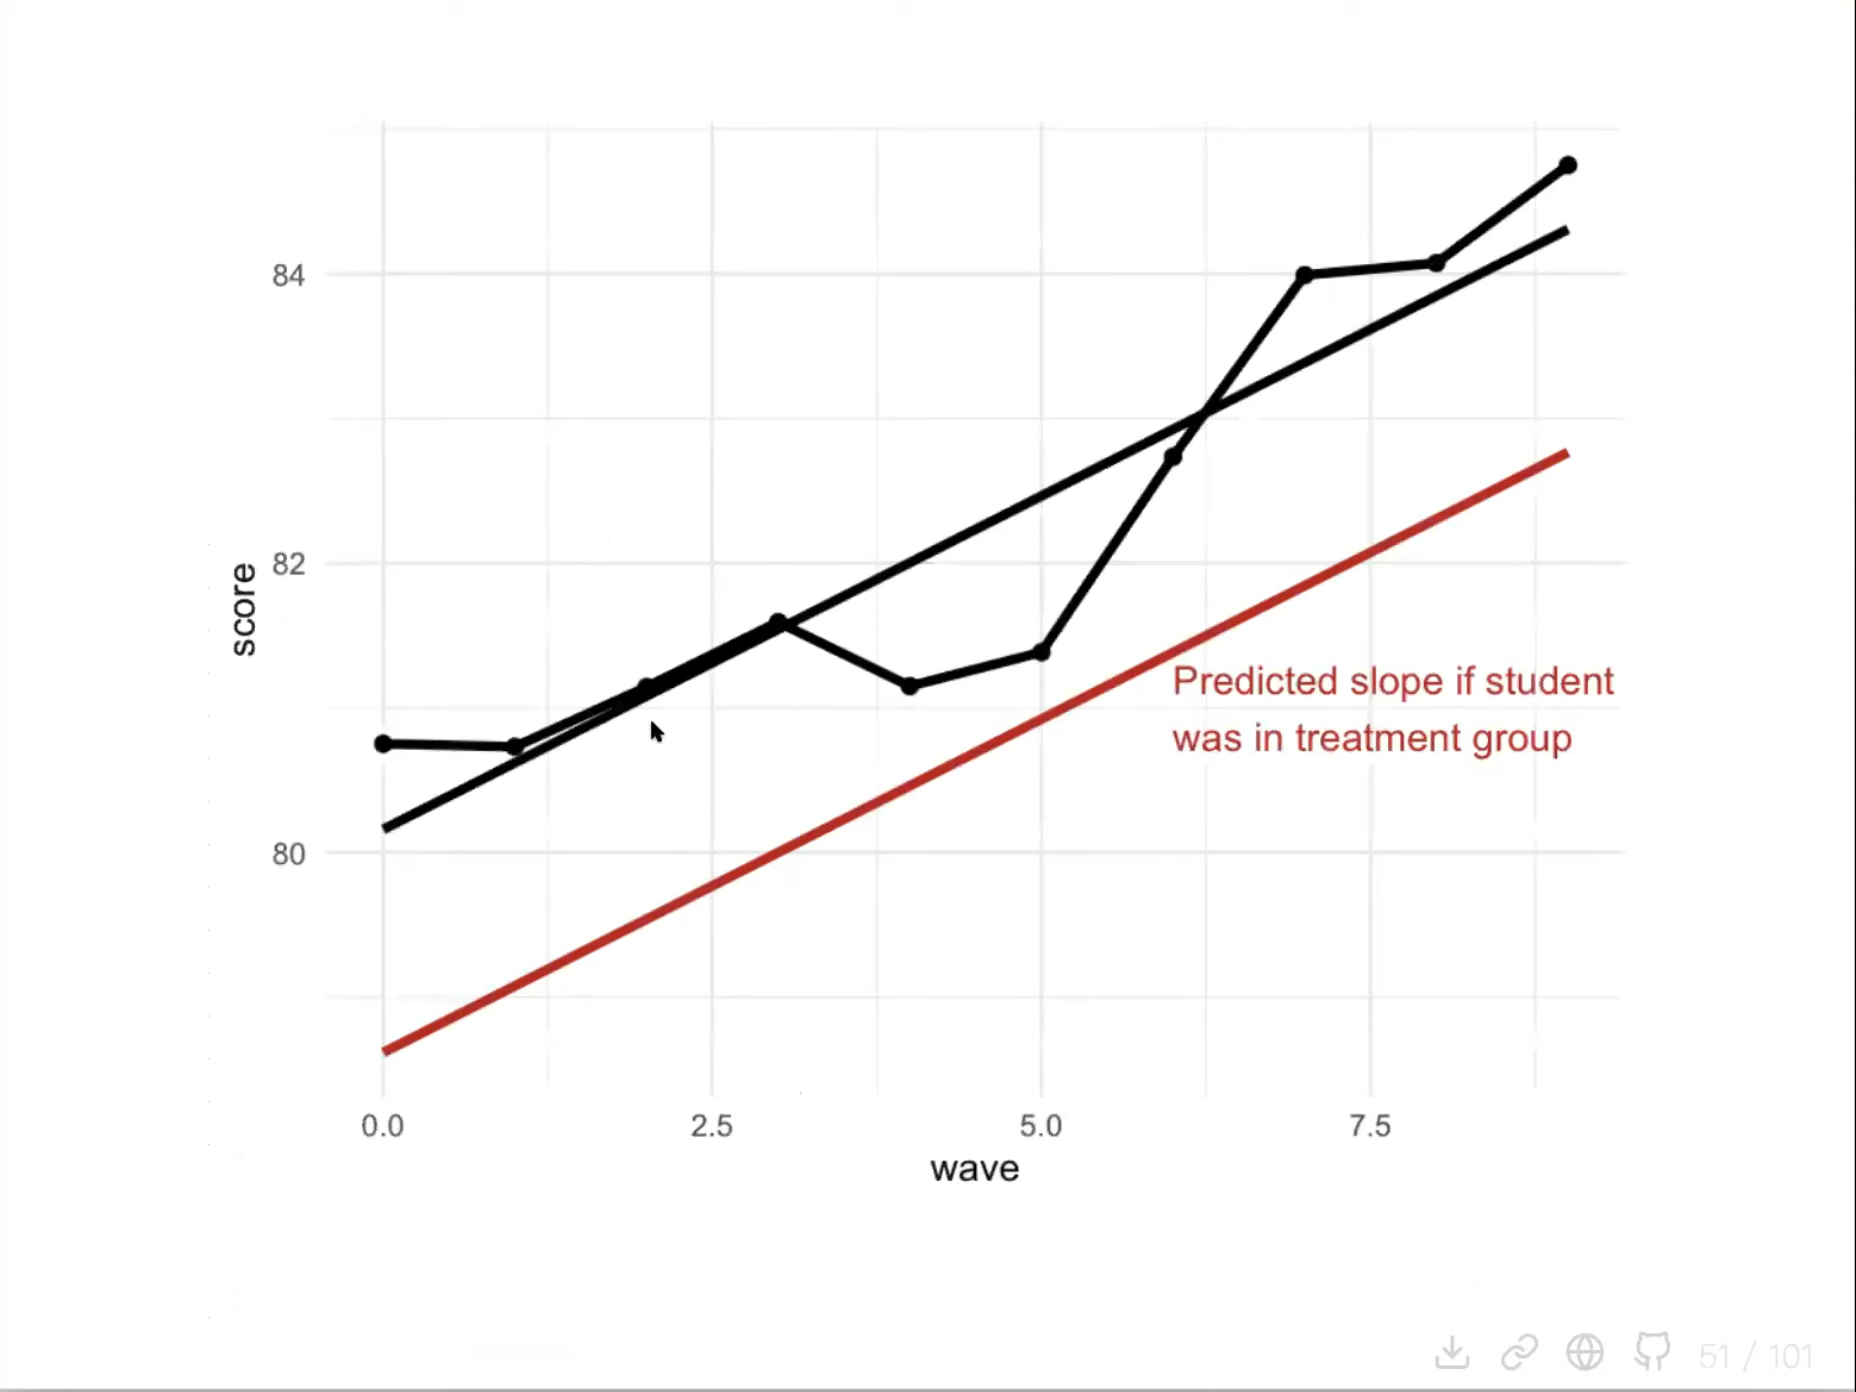 84
82
80
score
Predicted slope if student
was in treatment group
0.0 2.5 5.0 7.5
wave
51 / 101